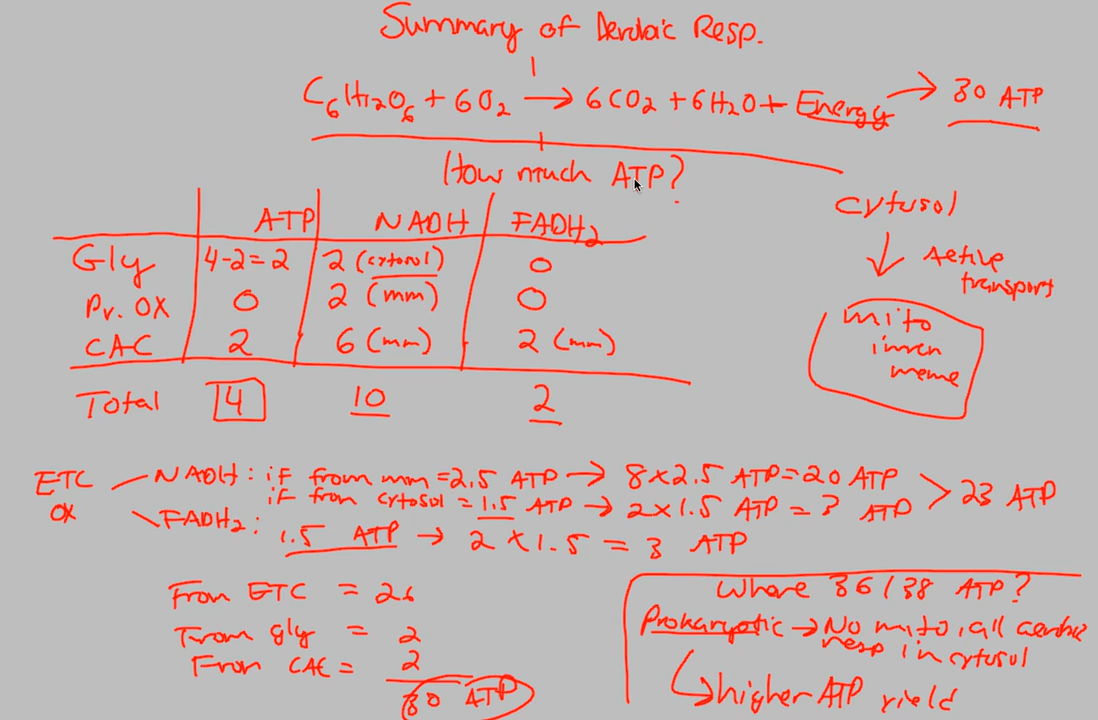 Summary of Aerobic Resp.
C6H12O6 + 6O2 → 6CO2 + 6H2O + Energy → 30 ATP
How much ATP?
ATP NADH FADH2
Gly 4-2=2 2 (cytosol) 0
Pr. OX 0 2 (mm) 0
CAC 2 6 (mm) 2 (mm)
Total 4 10 2
cytosol
↓ Active
transport
mito
inner
meme
ETC NADH: if from mm = 2.5 ATP → 8 x 2.5 ATP = 20 ATP
OX if from cytosol = 1.5 ATP → 2 x 1.5 ATP = 3 ATP > 23 ATP
FADH2: 1.5 ATP → 2 x 1.5 = 3 ATP
From ETC = 26
From gly = 2
From CAC = 2
30 ATP
Where 36/38 ATP?
Prokaryotic → No mito, all aerobic
resp in cytosol
↳ higher ATP yield